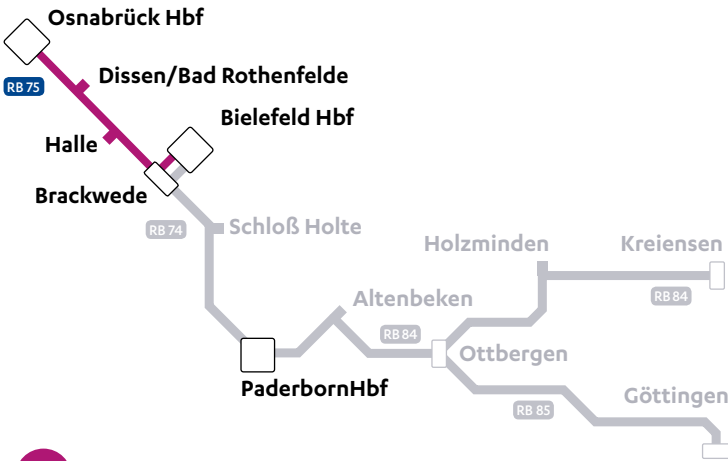 Osnabrück Hbf
RB 75
Dissen/Bad Rothenfelde
Bielefeld Hbf
Halle
Brackwede
RB 74
Schloß Holte
Holzminden
Kreiensen
RB 84
Altenbeken
RB 84
Ottbergen
PaderbornHbf
Göttingen
RB 85